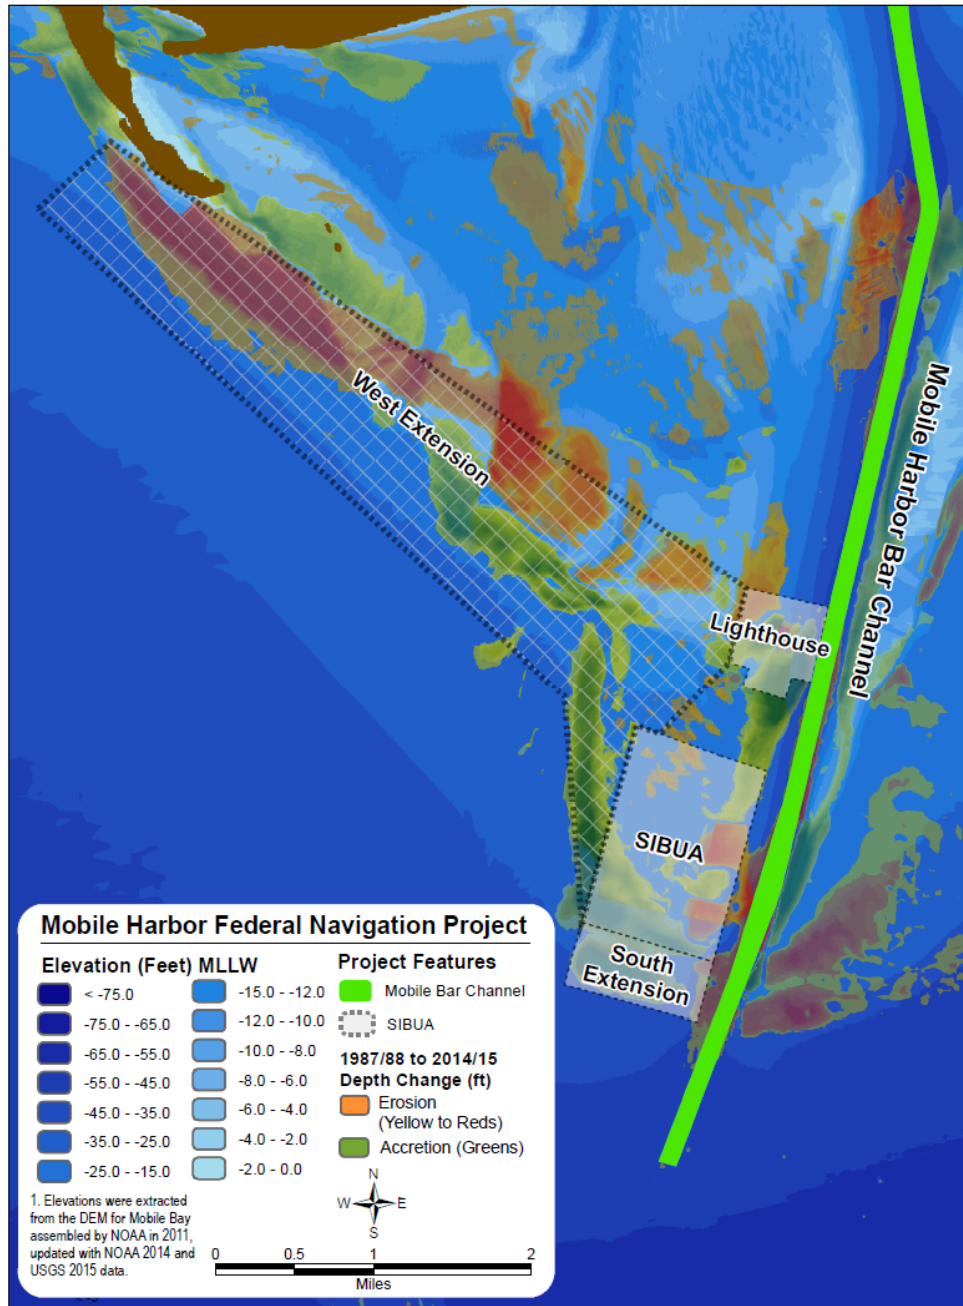 West Extension
Mobile Harbor Bar Channel
Lighthouse
SIBUA
South
Extension
Mobile Harbor Federal Navigation Project
Elevation (Feet) MLLW
< -75.0
-75.0 - -65.0
-65.0 - -55.0
-55.0 - -45.0
-45.0 - -35.0
-35.0 - -25.0
-25.0 - -15.0
-15.0 - -12.0
-12.0 - -10.0
-10.0 - -8.0
-8.0 - -6.0
-6.0 - -4.0
-4.0 - -2.0
-2.0 - 0.0
Project Features
Mobile Bar Channel
SIBUA
1987/88 to 2014/15
Depth Change (ft)
Erosion
(Yellow to Reds)
Accretion (Greens)
1. Elevations were extracted
from the DEM for Mobile Bay
assembled by NOAA in 2011,
updated with NOAA 2014 and
USGS 2015 data.
N
W E
S
0 0.5 1 2
Miles